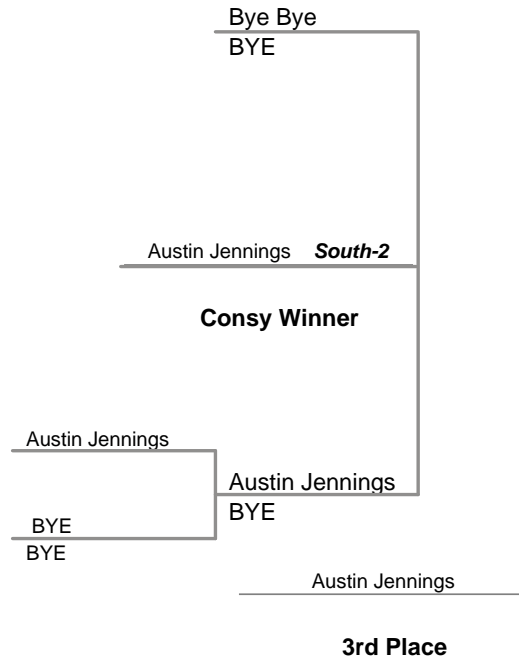 Bye Bye
BYE
Austin Jennings South-2
Consy Winner
Austin Jennings
Austin Jennings
BYE
BYE
BYE
Austin Jennings
3rd Place